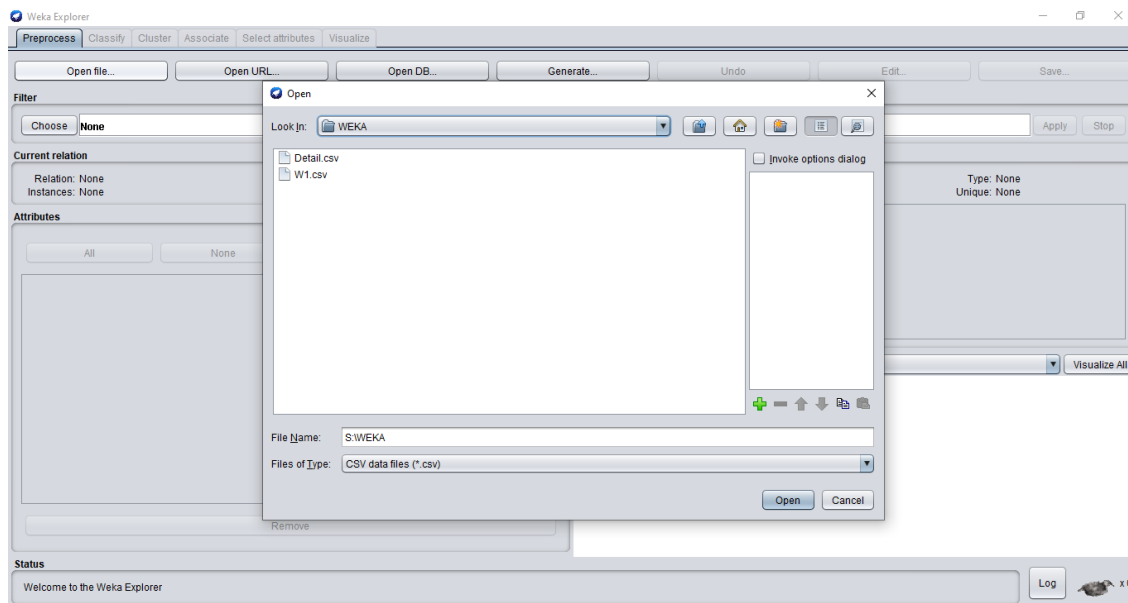 Weka Explorer
Preprocess Classify Cluster Associate Select attributes Visualize
Open file... Open URL... Open DB... Generate... Undo Edit... Save...
Filter
Choose None
Apply Stop
Current relation
Relation: None
Instances: None
Type: None
Unique: None
Attributes
All None
Remove
Visualize All
Open
Look In: WEKA
Detail.csv
W1.csv
Invoke options dialog
File Name: S:\WEKA
Files of Type: CSV data files (*.csv)
Open Cancel
Status
Welcome to the Weka Explorer
Log